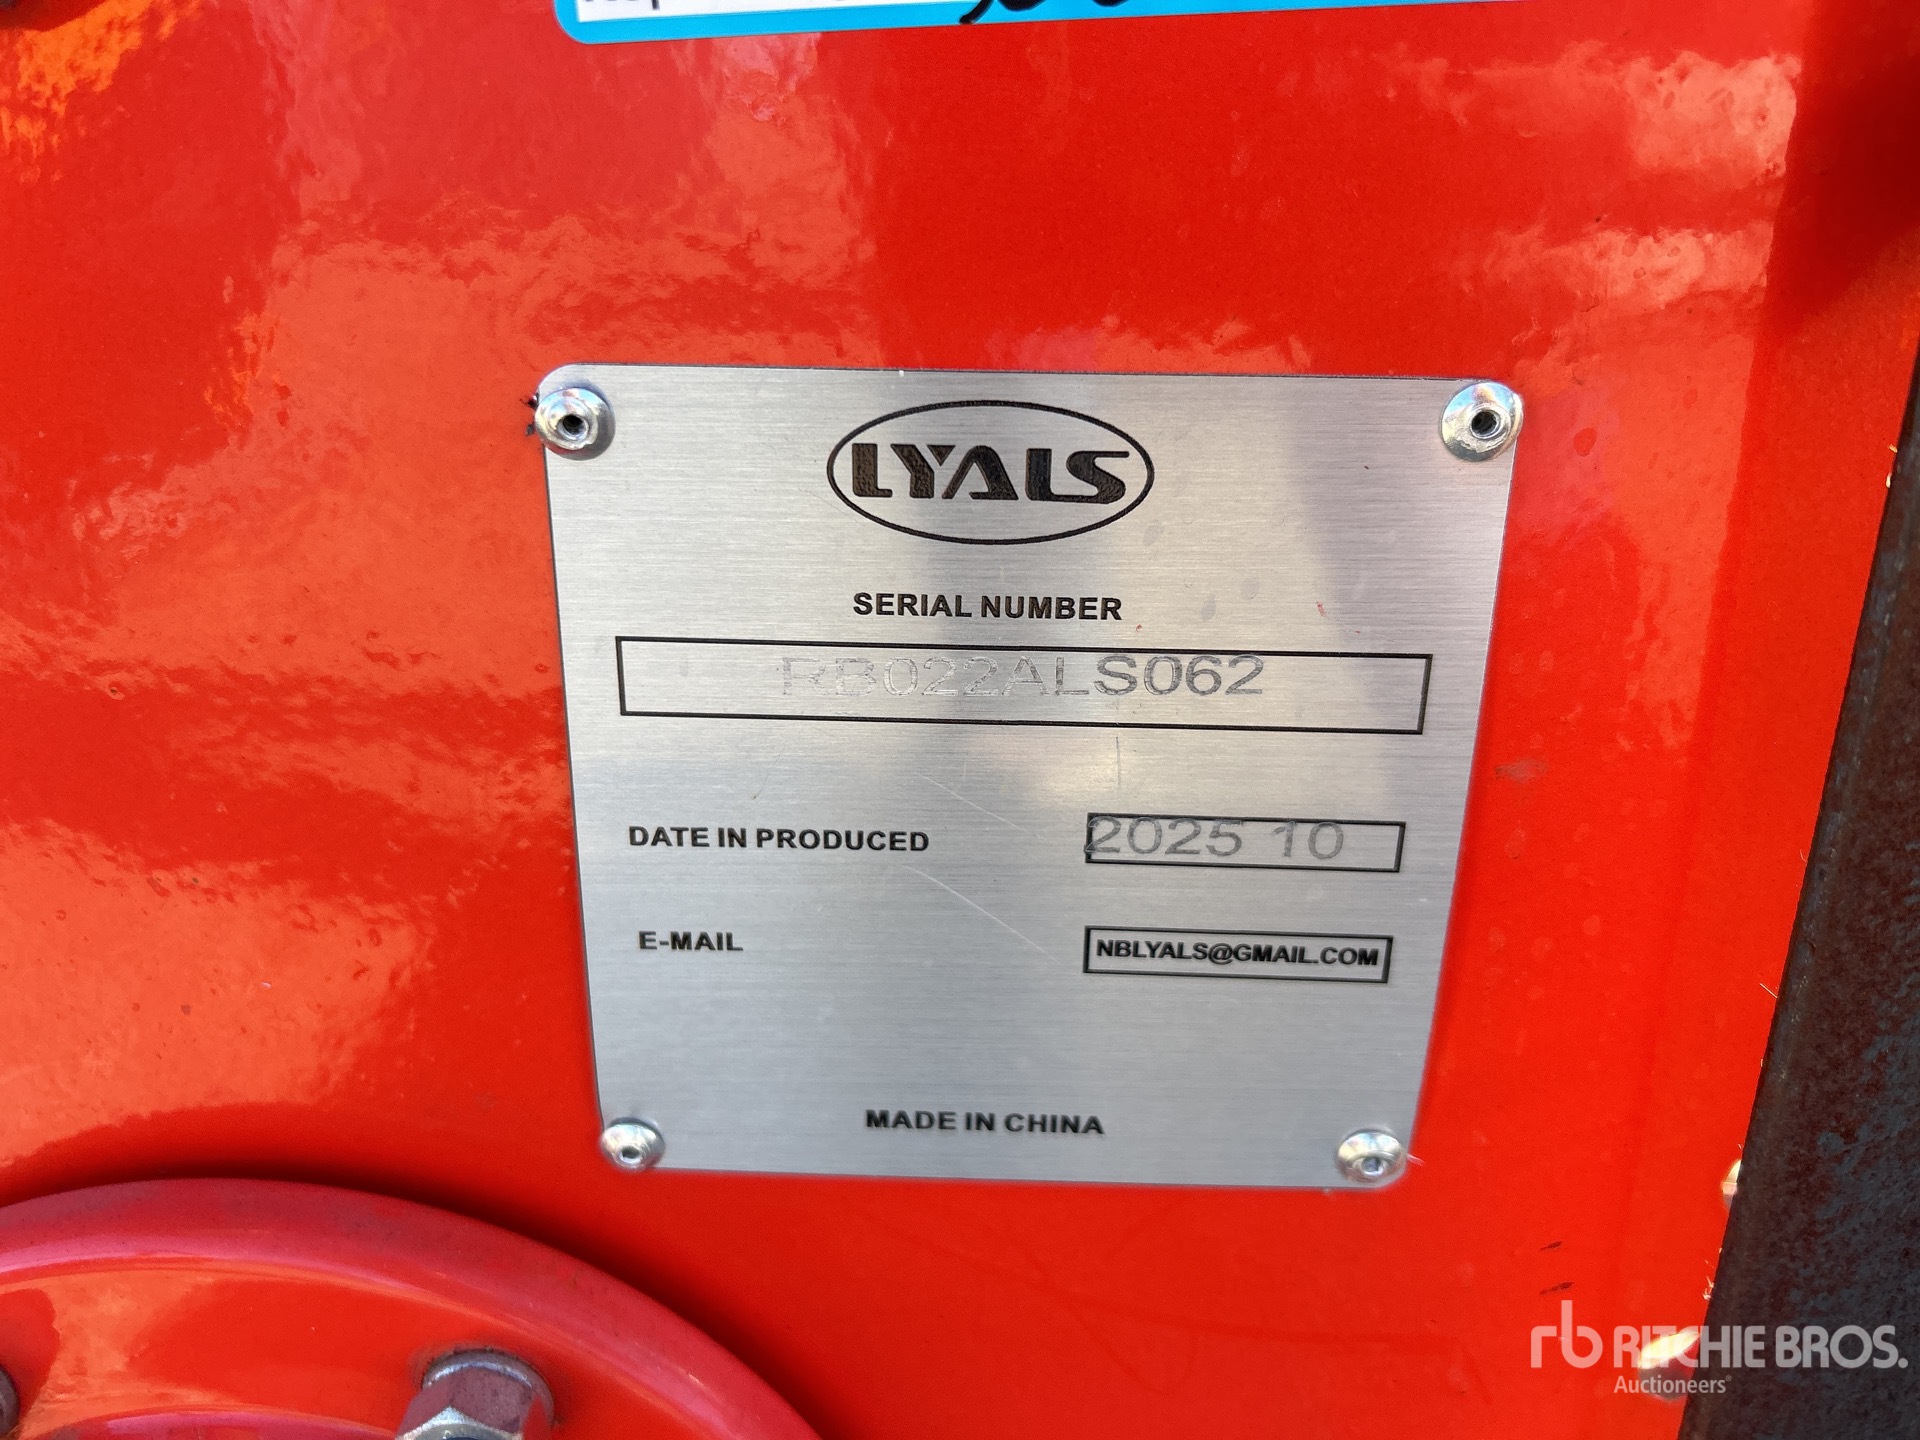 LYALS
SERIAL NUMBER
RB022ALS062
DATE IN PRODUCED
2025 10
E-MAIL
NBLYALS@GMAIL.COM
MADE IN CHINA
rb RITCHIE BROS.
Auctioneers